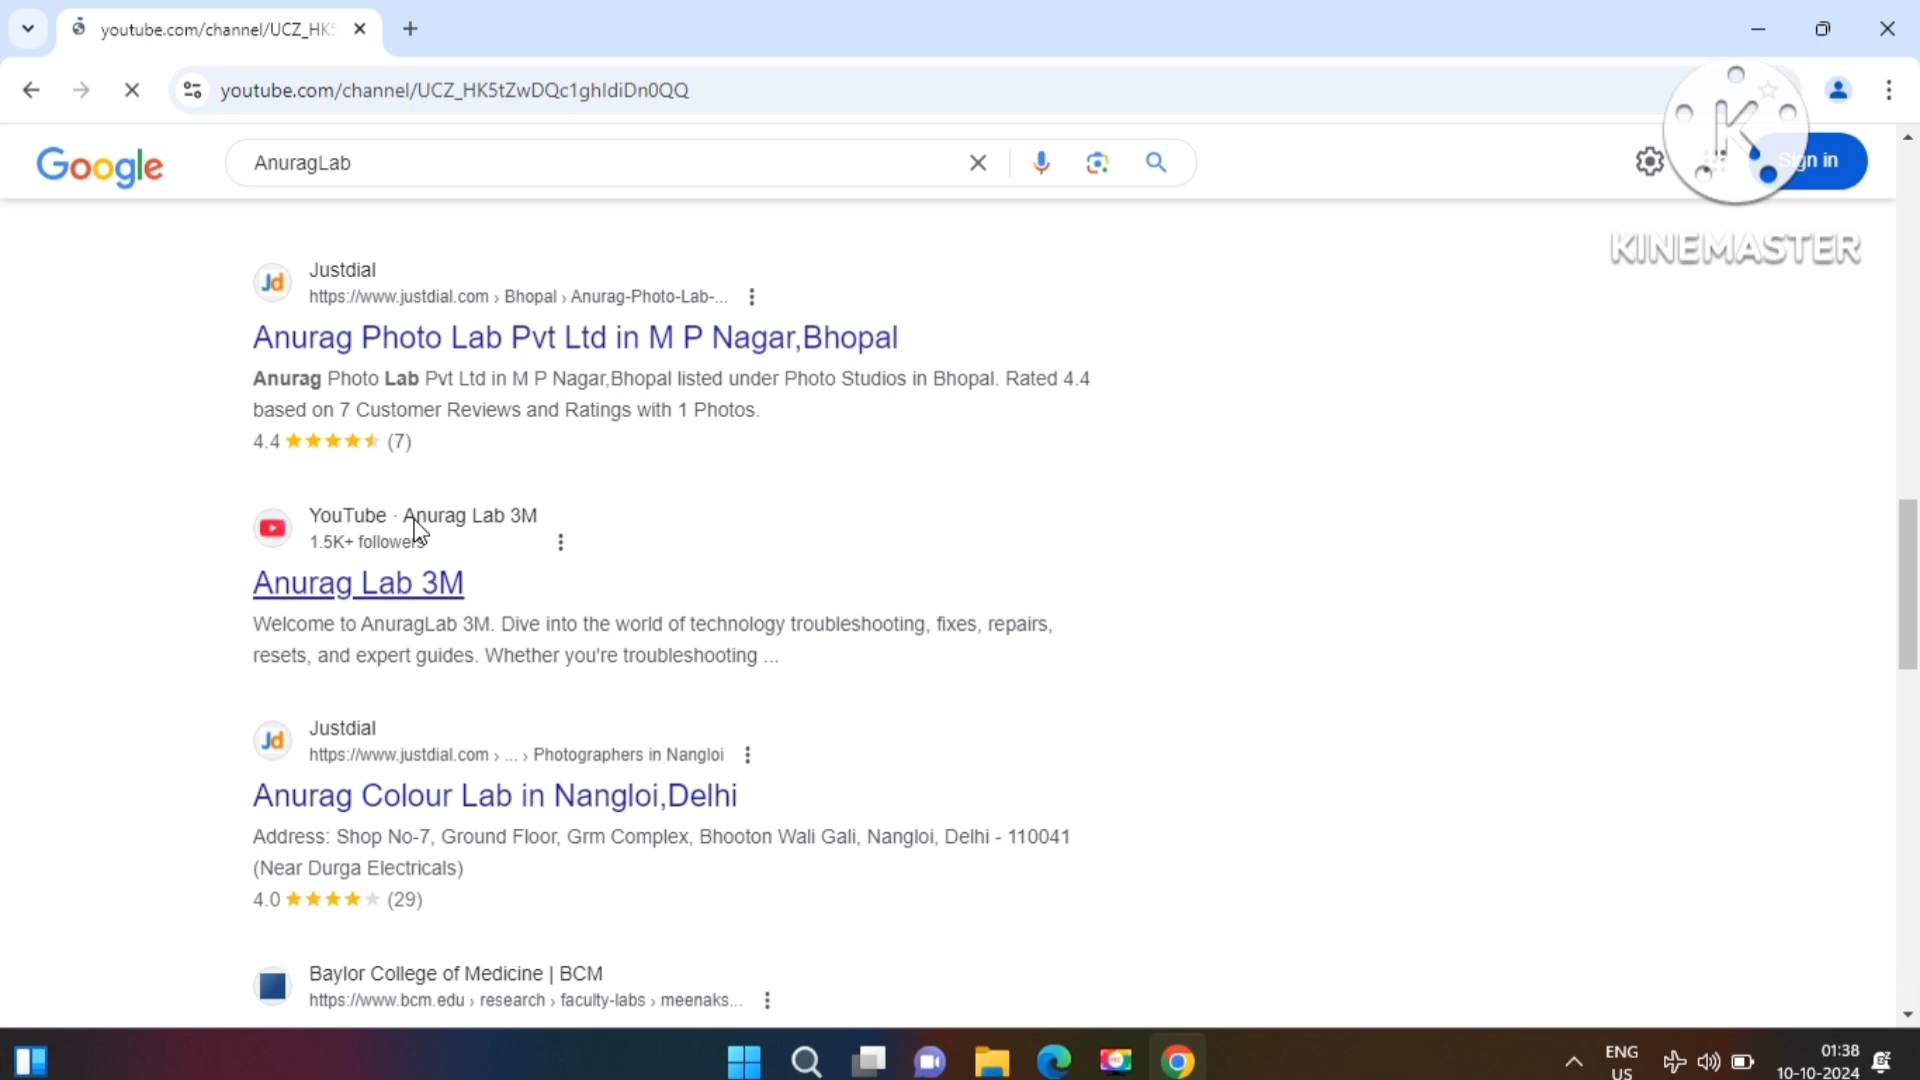 youtube.com/channel/UCZ_HK5
youtube.com/channel/UCZ_HK5tZwDQc1ghIdiDn0QQ
Google
AnuragLab
Sign in
K
KINEMASTER
Justdial
https://www.justdial.com › Bhopal › Anurag-Photo-Lab-...
Anurag Photo Lab Pvt Ltd in M P Nagar,Bhopal
Anurag Photo Lab Pvt Ltd in M P Nagar,Bhopal listed under Photo Studios in Bhopal. Rated 4.4
based on 7 Customer Reviews and Ratings with 1 Photos.
4.4 (7)
YouTube · Anurag Lab 3M
1.5K+ followers
Anurag Lab 3M
Welcome to AnuragLab 3M. Dive into the world of technology troubleshooting, fixes, repairs,
resets, and expert guides. Whether you're troubleshooting ...
Jd
Justdial
https://www.justdial.com › ... › Photographers in Nangloi
Anurag Colour Lab in Nangloi,Delhi
Address: Shop No-7, Ground Floor, Grm Complex, Bhooton Wali Gali, Nangloi, Delhi - 110041
(Near Durga Electricals)
4.0 (29)
Baylor College of Medicine | BCM
https://www.bcm.edu › research › faculty-labs › meenaks...
ENG
US
01:38
10-10-2024